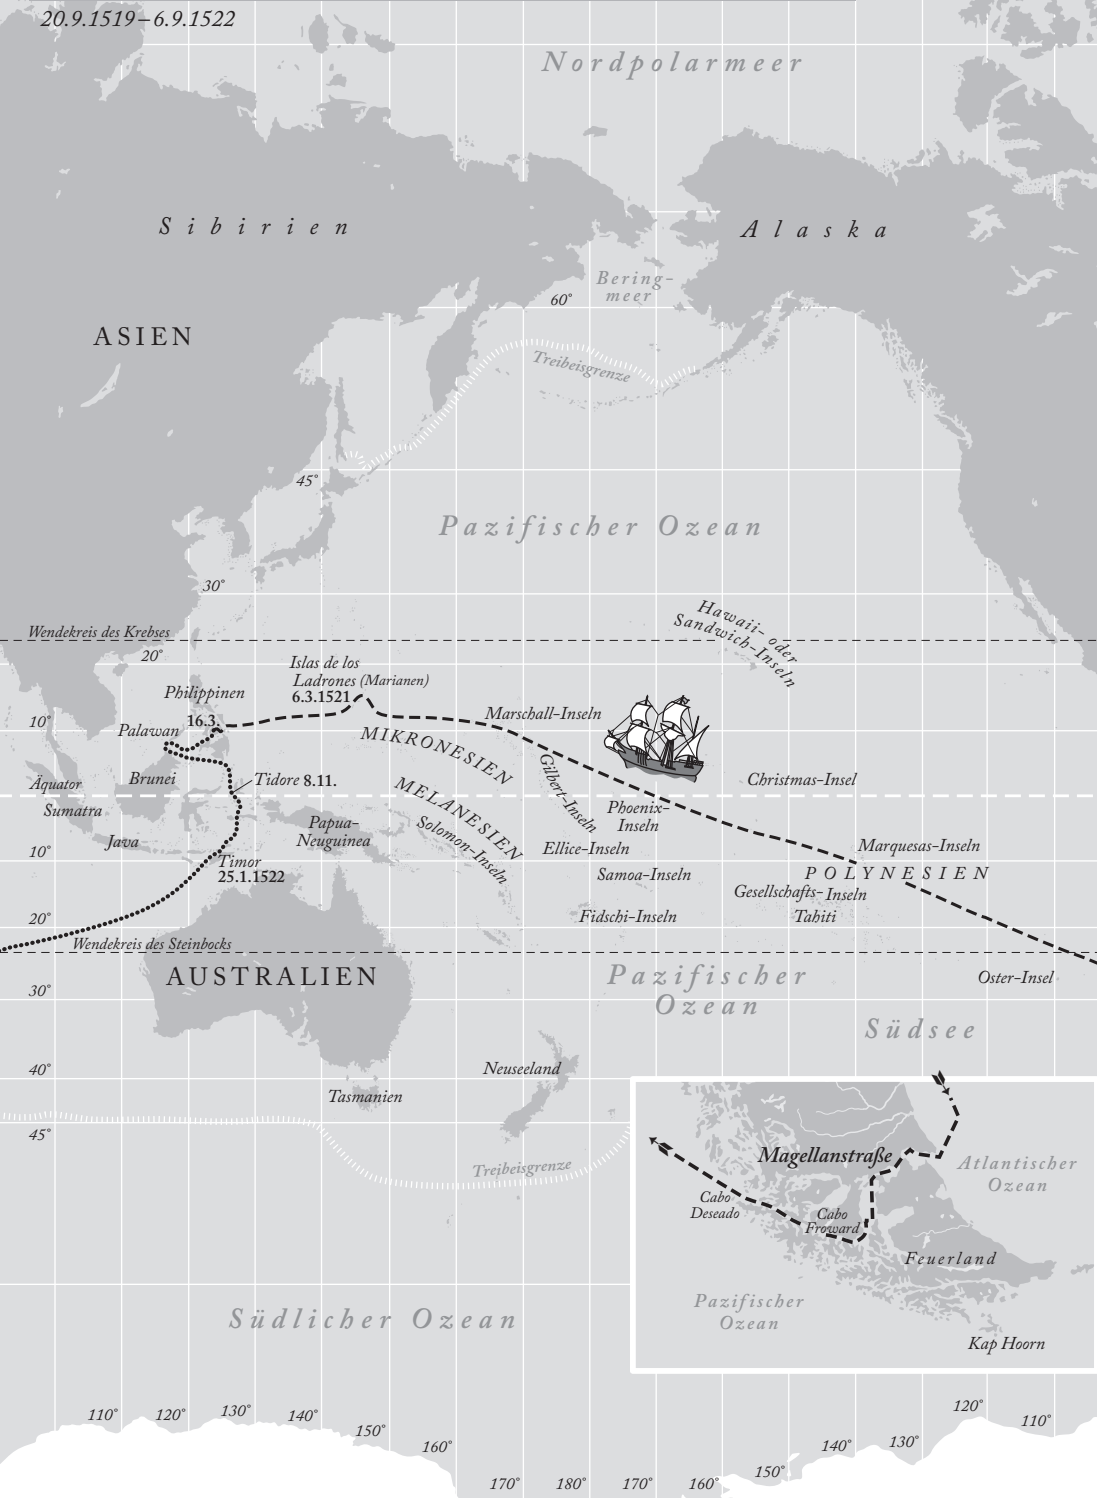 20.9.1519–6.9.1522
Nordpolarmeer
Sibirien
Alaska
Bering-
meer
60°
ASIEN
Treibeisgrenze
45°
Pazifischer Ozean
30°
Hawaii- oder
Sandwich-Inseln
Wendekreis des Krebses
20°
Islas de los
Ladrones (Marianen)
6.3.1521
Philippinen
16.3.
10°
Palawan
Marschall-Inseln
MIKRONESIEN
Äquator
Brunei
Tidore 8.11.
Gilbert-Inseln
Christmas-Insel
MELANESIEN
Sumatra
Phoenix-
Inseln
Papua-
Neuguinea
Solomon-Inseln
Java
10°
Ellice-Inseln
Marquesas-Inseln
Timor
25.1.1522
Samoa-Inseln
POLYNESIEN
Gesellschafts-Inseln
20°
Fidschi-Inseln
Tahiti
Wendekreis des Steinbocks
AUSTRALIEN
Pazifischer
Ozean
Oster-Insel
30°
Südsee
40°
Neuseeland
Tasmanien
45°
Treibeisgrenze
Magellanstraße
Atlantischer
Ozean
Cabo
Deseado
Cabo
Froward
Feuerland
Pazifischer
Ozean
Kap Hoorn
Südlicher Ozean
110°
120°
130°
140°
150°
160°
170°
180°
170°
160°
150°
140°
130°
120°
110°